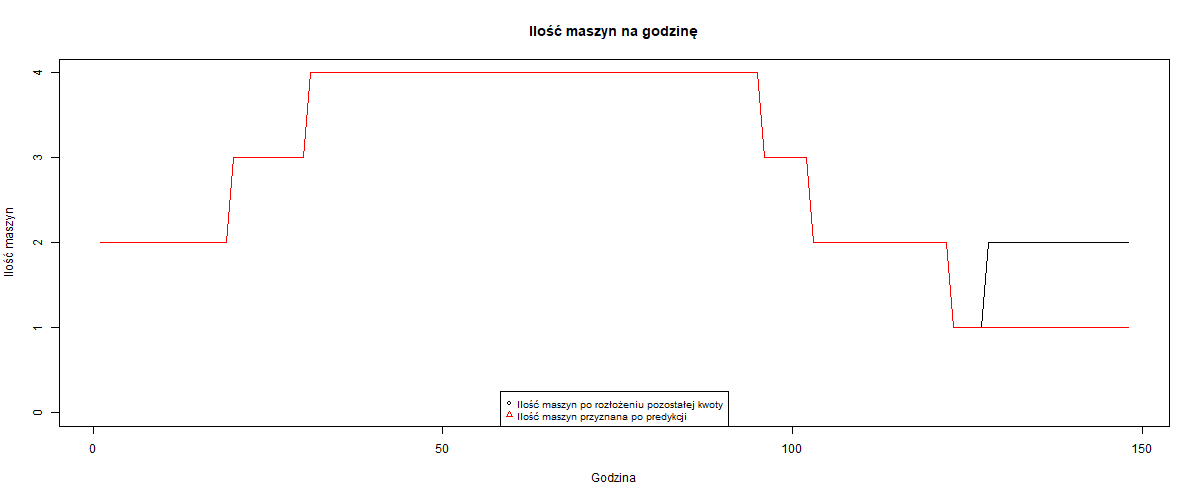 Ilość maszyn na godzinę
Ilość maszyn
4
3
2
1
0
Ilość maszyn po rozłożeniu pozostałej kwoty
Ilość maszyn przyznana po predykcji
0 50 100 150
Godzina